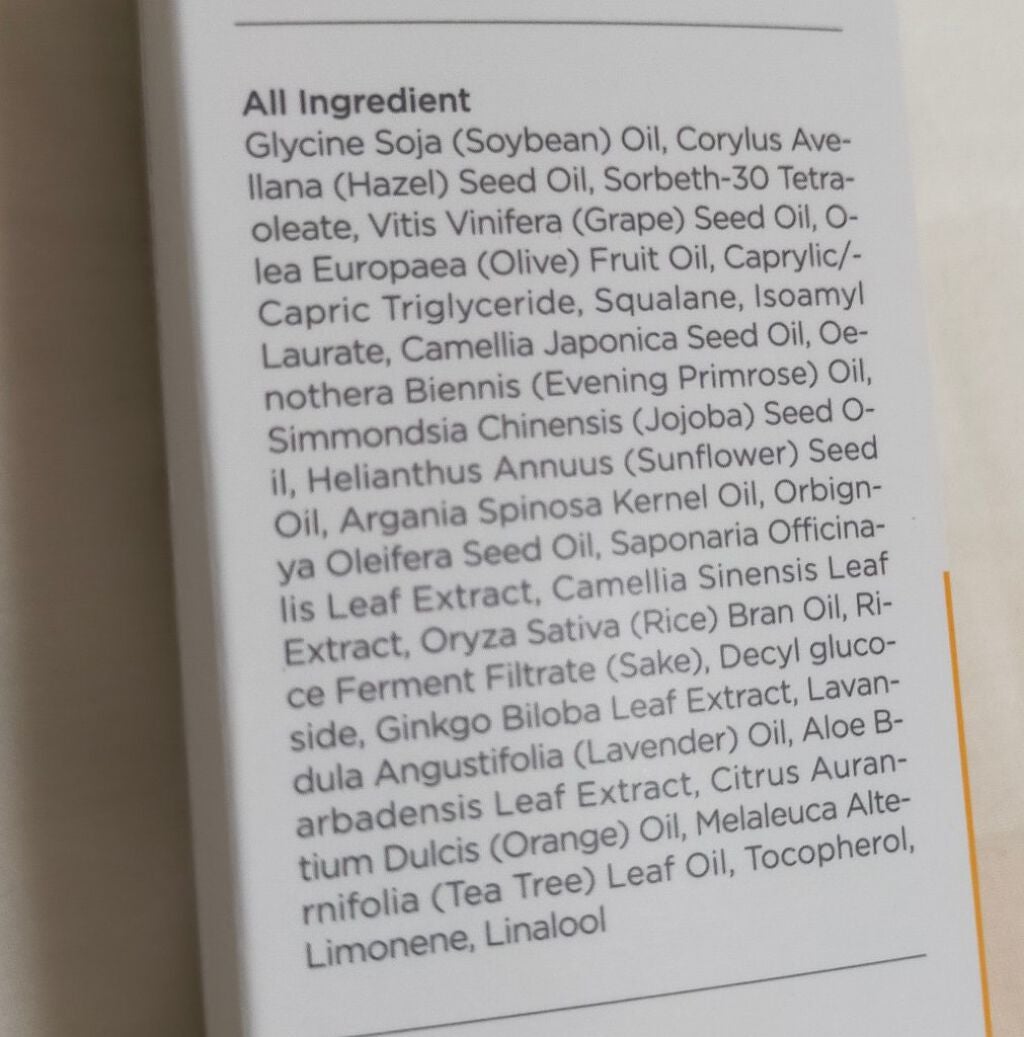 All Ingredient
Glycine Soja (Soybean) Oil, Corylus Ave-
llana (Hazel) Seed Oil, Sorbeth-30 Tetra-
oleate, Vitis Vinifera (Grape) Seed Oil, O-
lea Europaea (Olive) Fruit Oil, Caprylic/-
Capric Triglyceride, Squalane, Isoamyl
Laurate, Camellia Japonica Seed Oil, Oe-
nothera Biennis (Evening Primrose) Oil,
Simmondsia Chinensis (Jojoba) Seed O-
il, Helianthus Annuus (Sunflower) Seed
Oil, Argania Spinosa Kernel Oil, Orbign-
ya Oleifera Seed Oil, Saponaria Officina-
lis Leaf Extract, Camellia Sinensis Leaf
Extract, Oryza Sativa (Rice) Bran Oil, Ri-
ce Ferment Filtrate (Sake), Decyl gluco-
side, Ginkgo Biloba Leaf Extract, Lavan-
dula Angustifolia (Lavender) Oil, Aloe B-
arbadensis Leaf Extract, Citrus Auran-
tium Dulcis (Orange) Oil, Melaleuca Alte-
rnifolia (Tea Tree) Leaf Oil, Tocopherol,
Limonene, Linalool